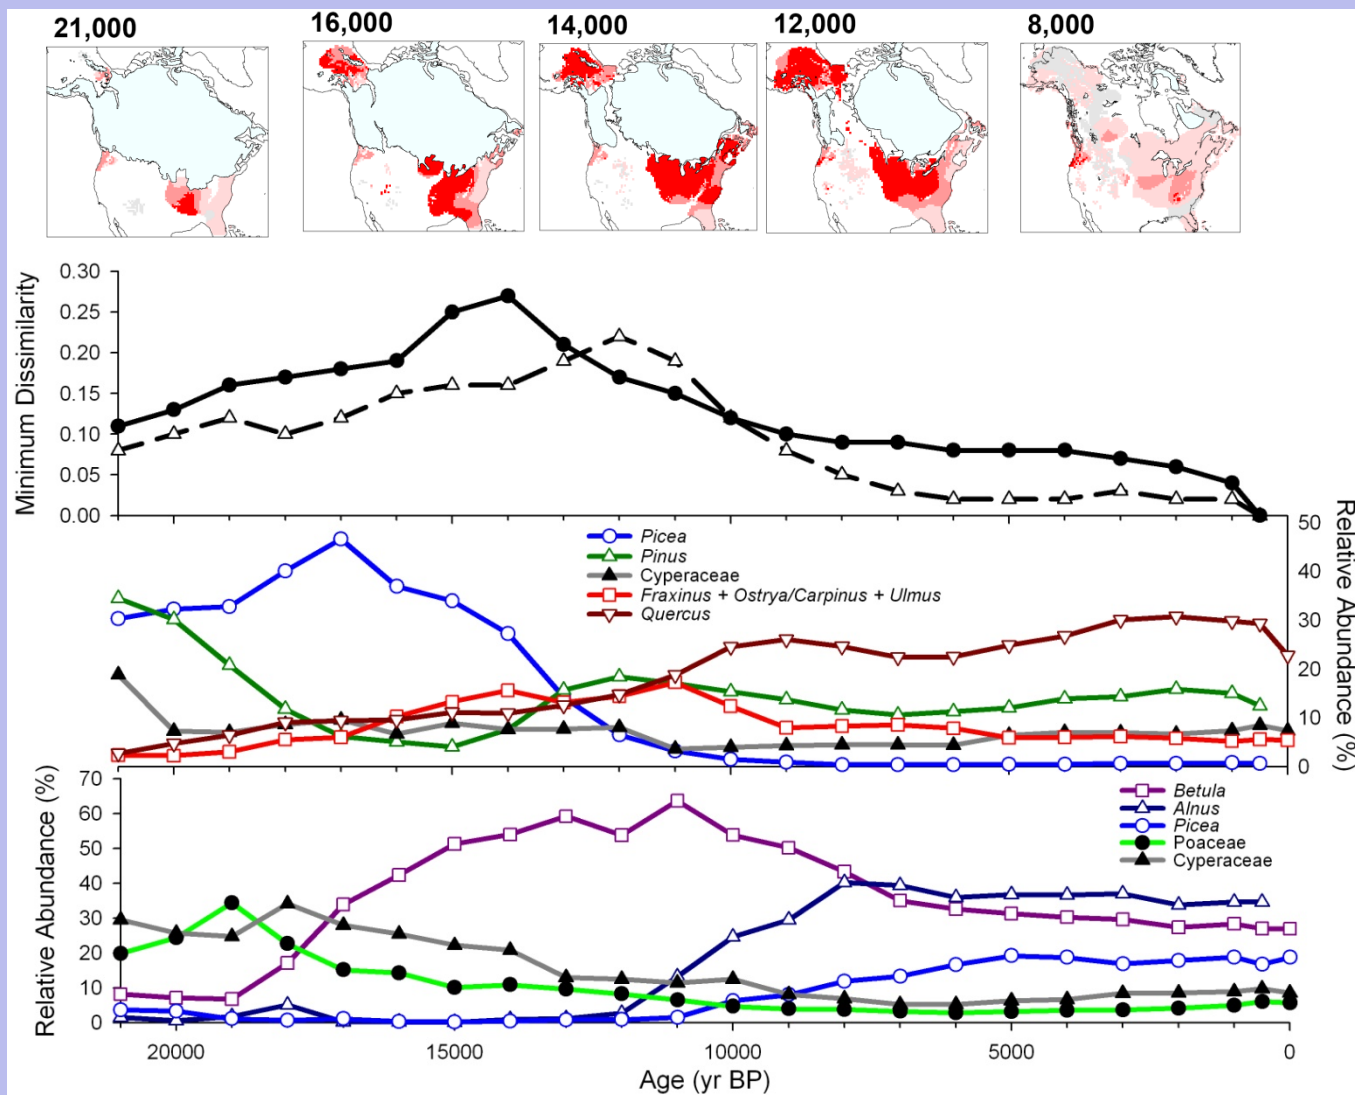 21,000
16,000
14,000
12,000
8,000
Minimum Dissimilarity
0.30
0.25
0.20
0.15
0.10
0.05
0.00
Picea
Pinus
Cyperaceae
Fraxinus + Ostrya/Carpinus + Ulmus
Quercus
50
40
30
20
10
0
Relative Abundance (%)
Relative Abundance (%)
70
60
50
40
30
20
10
0
Betula
Alnus
Picea
Poaceae
Cyperaceae
20000
15000
10000
5000
0
Age (yr BP)